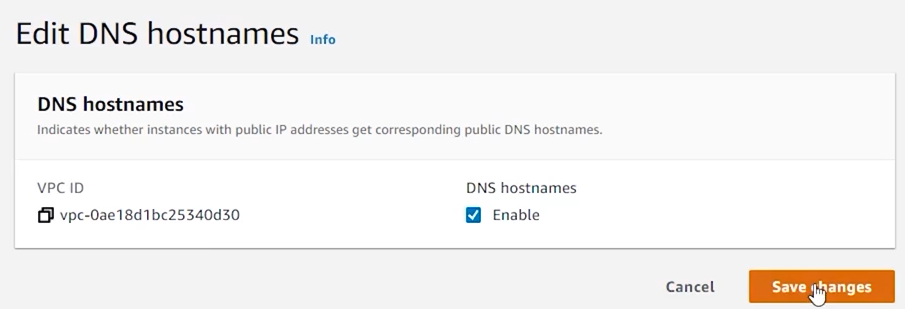 Edit DNS hostnames Info
DNS hostnames
Indicates whether instances with public IP addresses get corresponding public DNS hostnames.
VPC ID
DNS hostnames
vpc-0ae18d1bc25340d30
Enable
Cancel
Save changes